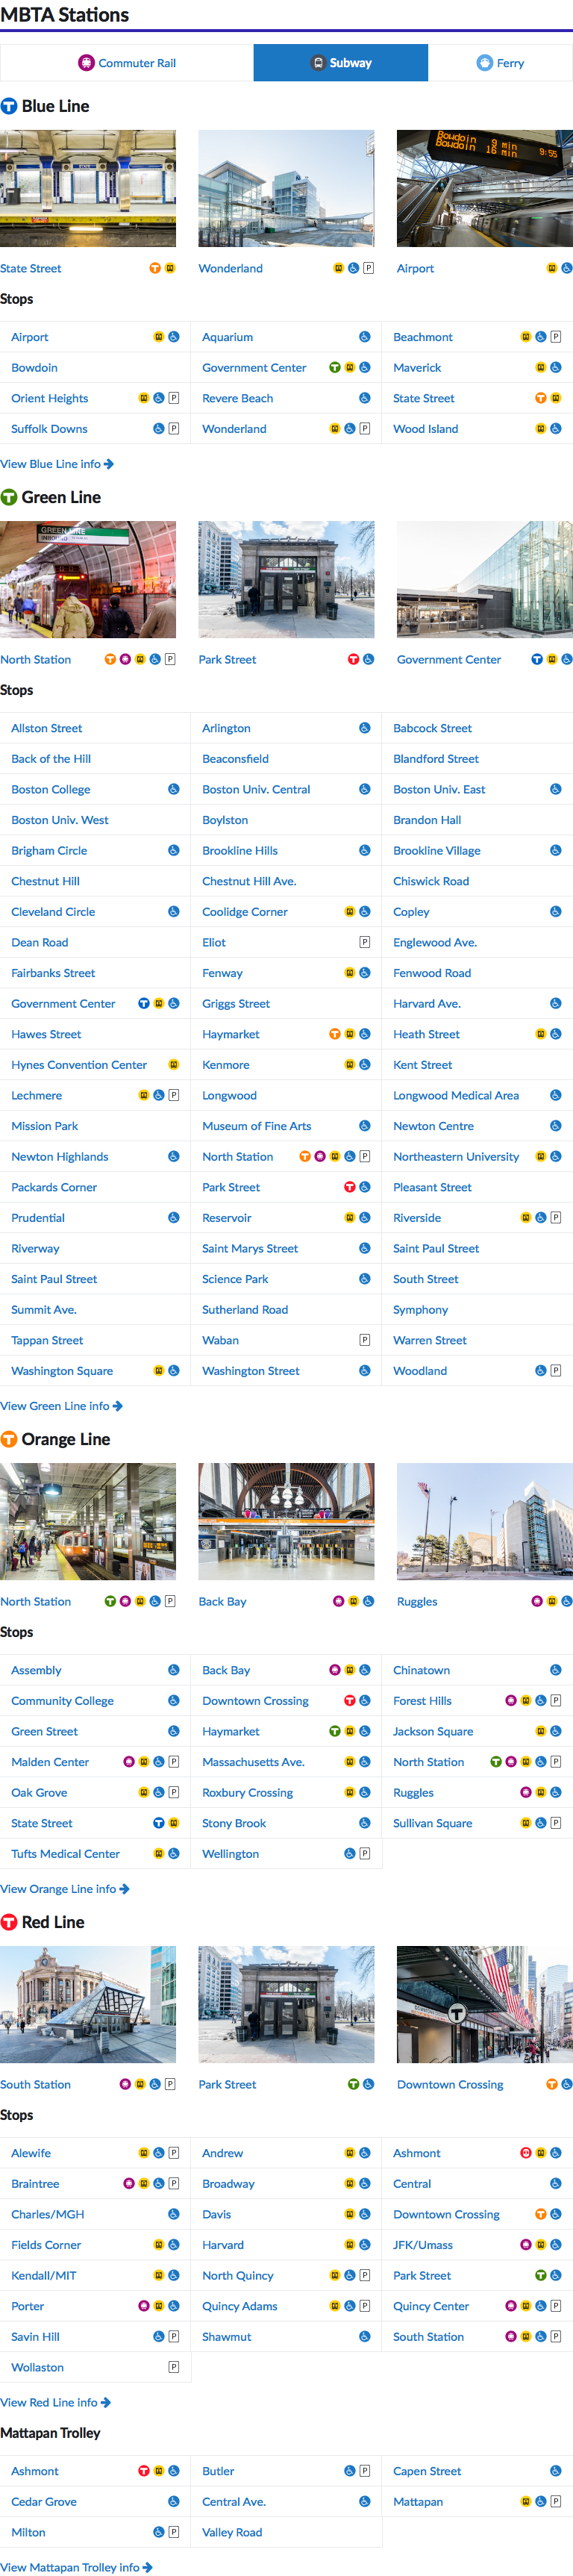 MBTA Stations
Commuter Rail Subway Ferry
T Blue Line
Boudoin 9 min
Boudoin 16 min 9:55
State Street Wonderland P Airport
Stops
Airport Aquarium Beachmont P
Bowdoin Government Center T Maverick
Orient Heights P Revere Beach State Street T
Suffolk Downs P Wonderland P Wood Island
View Blue Line info
T Green Line
GREEN LINE
INBOUND
North Station T P Park Street T Government Center T
Stops
Allston Street Arlington Babcock Street
Back of the Hill Beaconsfield Blandford Street
Boston College Boston Univ. Central Boston Univ. East
Boston Univ. West Boylston Brandon Hall
Brigham Circle Brookline Hills Brookline Village
Chestnut Hill Chestnut Hill Ave. Chiswick Road
Cleveland Circle Coolidge Corner Copley
Dean Road Eliot P Englewood Ave.
Fairbanks Street Fenway Fenwood Road
Government Center T Griggs Street Harvard Ave.
Hawes Street Haymarket T Heath Street
Hynes Convention Center Kenmore Kent Street
Lechmere P Longwood Longwood Medical Area
Mission Park Museum of Fine Arts Newton Centre
Newton Highlands North Station T P Northeastern University
Packards Corner Park Street T Pleasant Street
Prudential Reservoir Riverside P
Riverway Saint Marys Street Saint Paul Street
Saint Paul Street Science Park South Street
Summit Ave. Sutherland Road Symphony
Tappan Street Waban P Warren Street
Washington Square Washington Street Woodland P
View Green Line info
T Orange Line
North Station T P Back Bay Ruggles
Stops
Assembly Back Bay Chinatown
Community College Downtown Crossing T Forest Hills P
Green Street Haymarket T Jackson Square
Malden Center P Massachusetts Ave. North Station T P
Oak Grove P Roxbury Crossing Ruggles
State Street T Stony Brook Sullivan Square P
Tufts Medical Center Wellington P
View Orange Line info
T Red Line
T
South Station P Park Street T Downtown Crossing T
Stops
Alewife P Andrew Ashmont
Braintree P Broadway Central
Charles/MGH Davis Downtown Crossing T
Fields Corner Harvard JFK/Umass
Kendall/MIT North Quincy P Park Street T
Porter Quincy Adams P Quincy Center P
Savin Hill P Shawmut South Station P
Wollaston P
View Red Line info
Mattapan Trolley
Ashmont T Butler P Capen Street
Cedar Grove Central Ave. Mattapan P
Milton P Valley Road
View Mattapan Trolley info